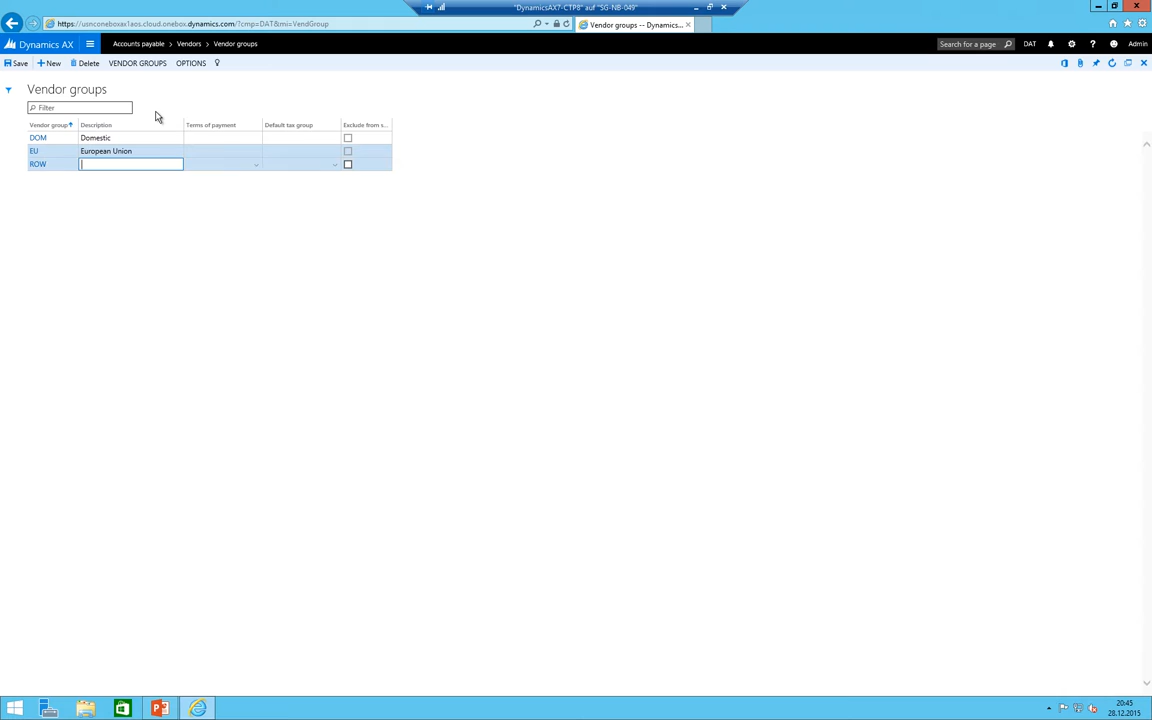 "DynamicsAX7-CTP8" auf "SG-NB-049"
https://usnconeboxax1aos.cloud.onebox.dynamics.com/?cmp=DAT&mi=VendGroup
Vendor groups -- Dynamics...
Dynamics AX
Accounts payable > Vendors > Vendor groups
Search for a page
DAT
Admin
Save
New
Delete
VENDOR GROUPS
OPTIONS
Vendor groups
Filter
Vendor group Description Terms of payment Default tax group Exclude from s...
DOM Domestic
EU European Union
ROW
20:45
28.12.2015